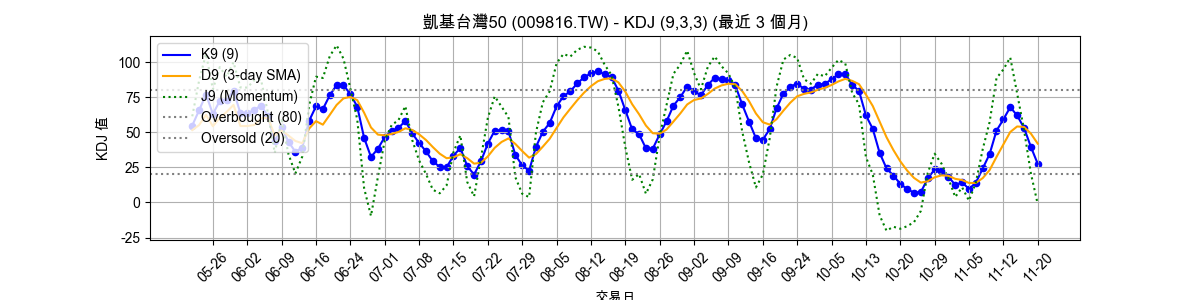 凱基台灣50 (009816.TW) - KDJ (9,3,3) (最近 3 個月)
KDJ 值
100
75
50
25
0
-25
K9 (9)
D9 (3-day SMA)
J9 (Momentum)
Overbought (80)
Oversold (20)
05-26 06-02 06-09 06-16 06-24 07-01 07-08 07-15 07-22 07-29 08-05 08-12 08-19 08-26 09-02 09-09 09-16 09-24 10-05 10-13 10-20 10-29 11-05 11-12 11-20
交易日